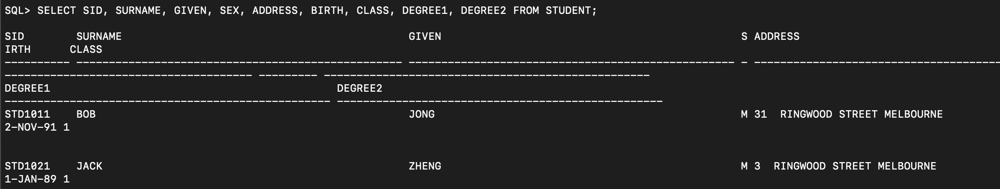 SQL> SELECT SID, SURNAME, GIVEN, SEX, ADDRESS, BIRTH, CLASS, DEGREE1, DEGREE2 FROM STUDENT;
SID        SURNAME                                            GIVEN                                              S ADDRESS
IRTH      CLASS
---------- -------------------------------------------------- -------------------------------------------------- - --------------------------------------
-------------------------------------- --------- --------------------------------------------------
DEGREE1                                            DEGREE2
-------------------------------------------------- --------------------------------------------------
STD1011    BOB                                                JONG                                               M 31  RINGWOOD STREET MELBOURNE
2-NOV-91 1
STD1021    JACK                                               ZHENG                                              M 3  RINGWOOD STREET MELBOURNE
1-JAN-89 1